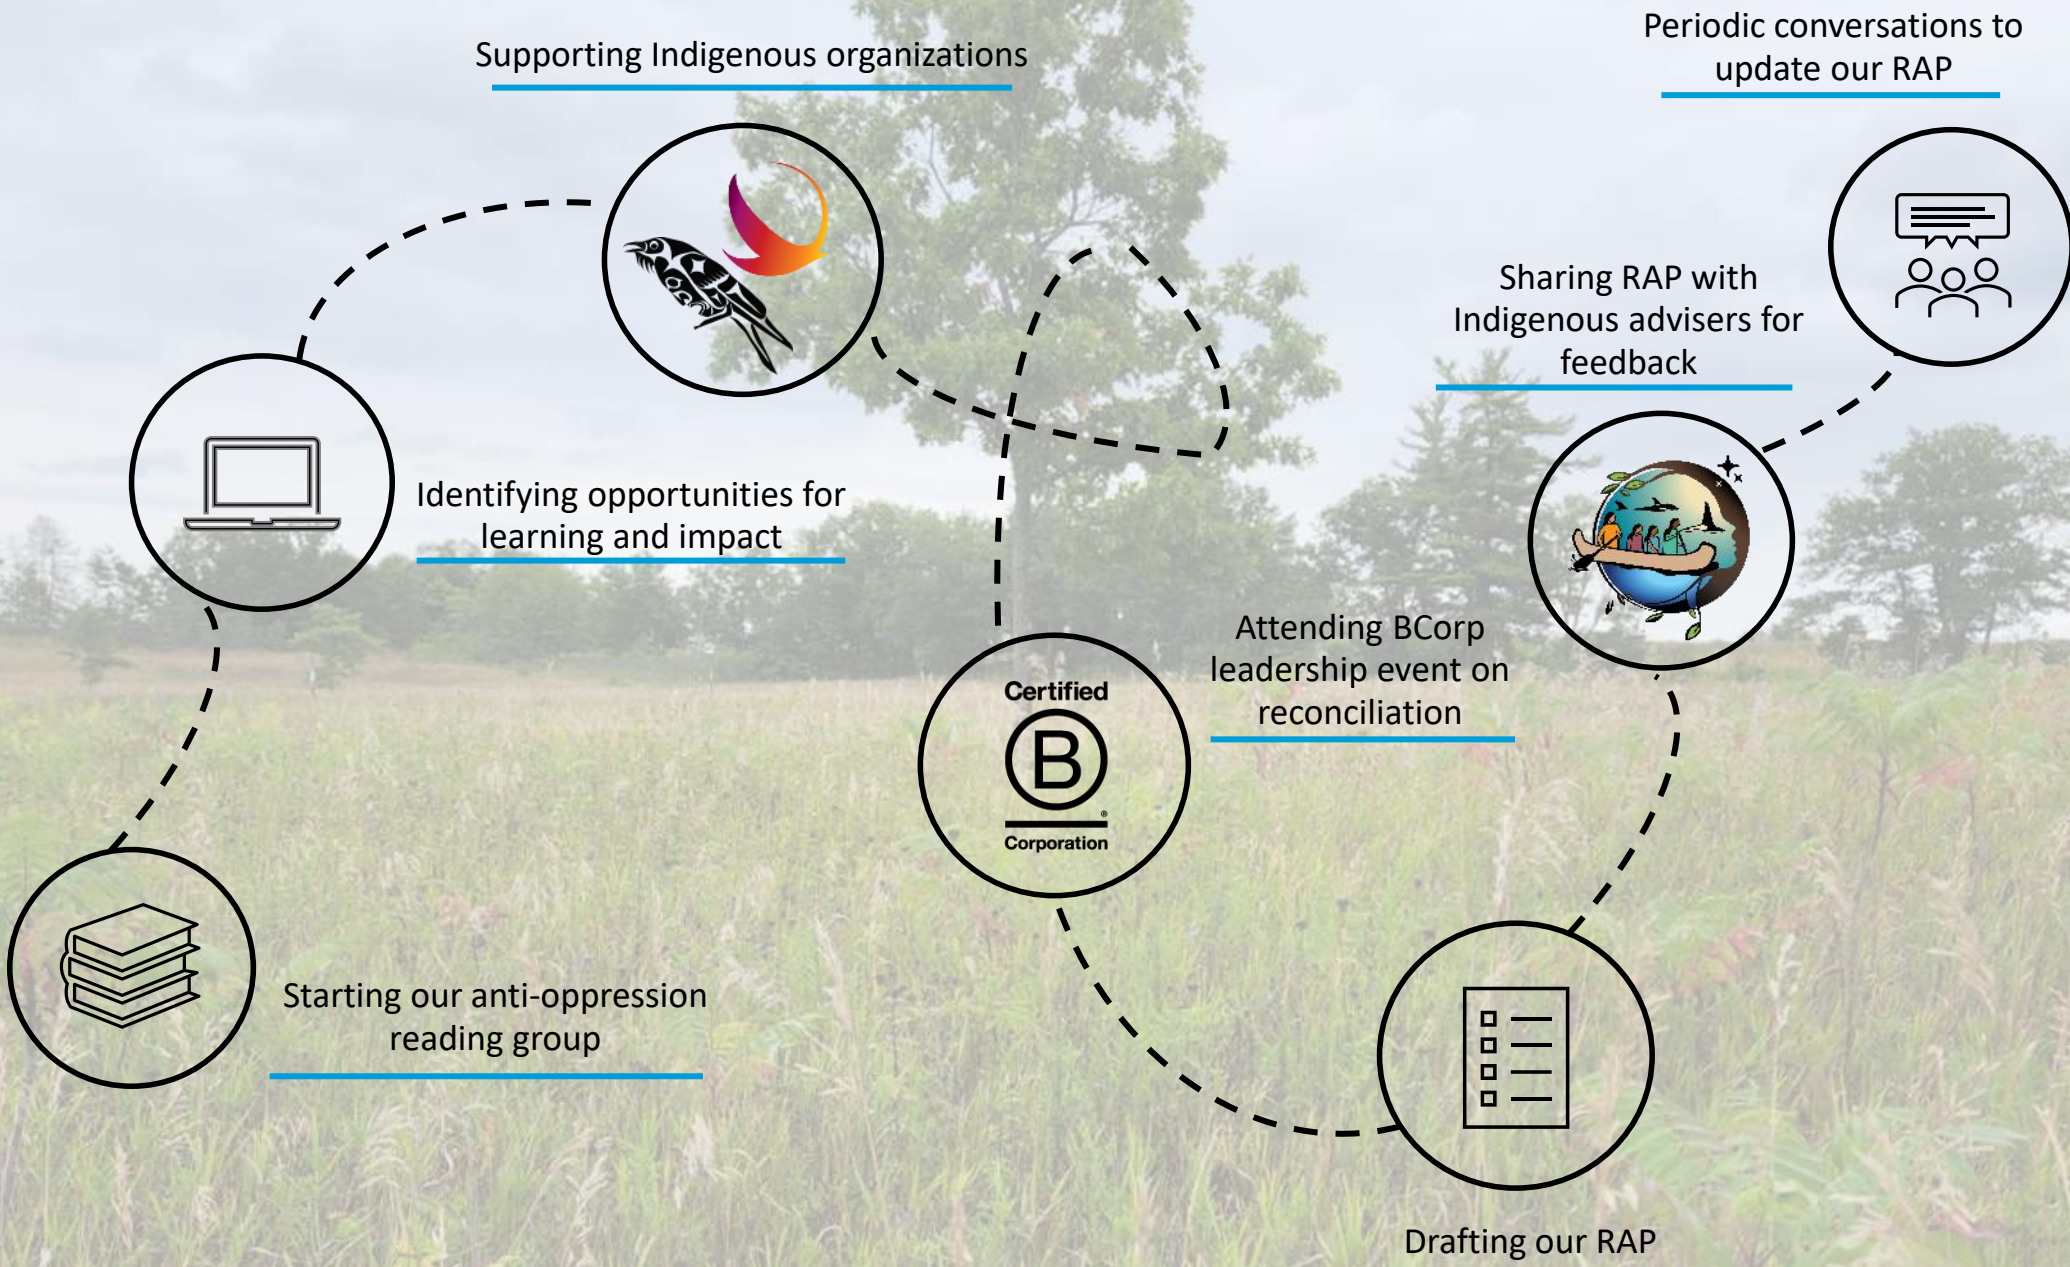 Supporting Indigenous organizations
Periodic conversations to
update our RAP
Sharing RAP with
Indigenous advisers for
feedback
Identifying opportunities for
learning and impact
Attending BCorp
leadership event on
reconciliation
Certified
B
®
Corporation
Starting our anti-oppression
reading group
Drafting our RAP